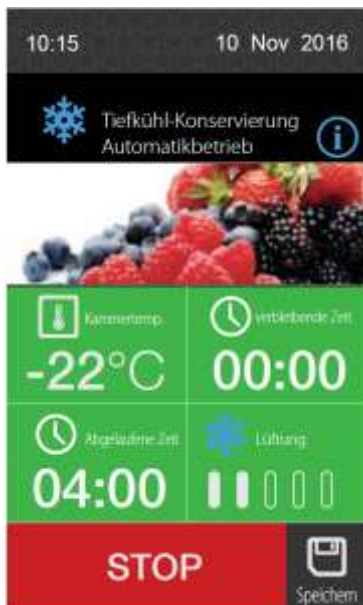 10:15 10 Nov 2016
Tiefkühl-Konservierung
Automatikbetrieb
i
Kammertemp. verbleibende Zeit
-22°C 00:00
Abgelaufene Zeit Lüftung
04:00
STOP
Speichern